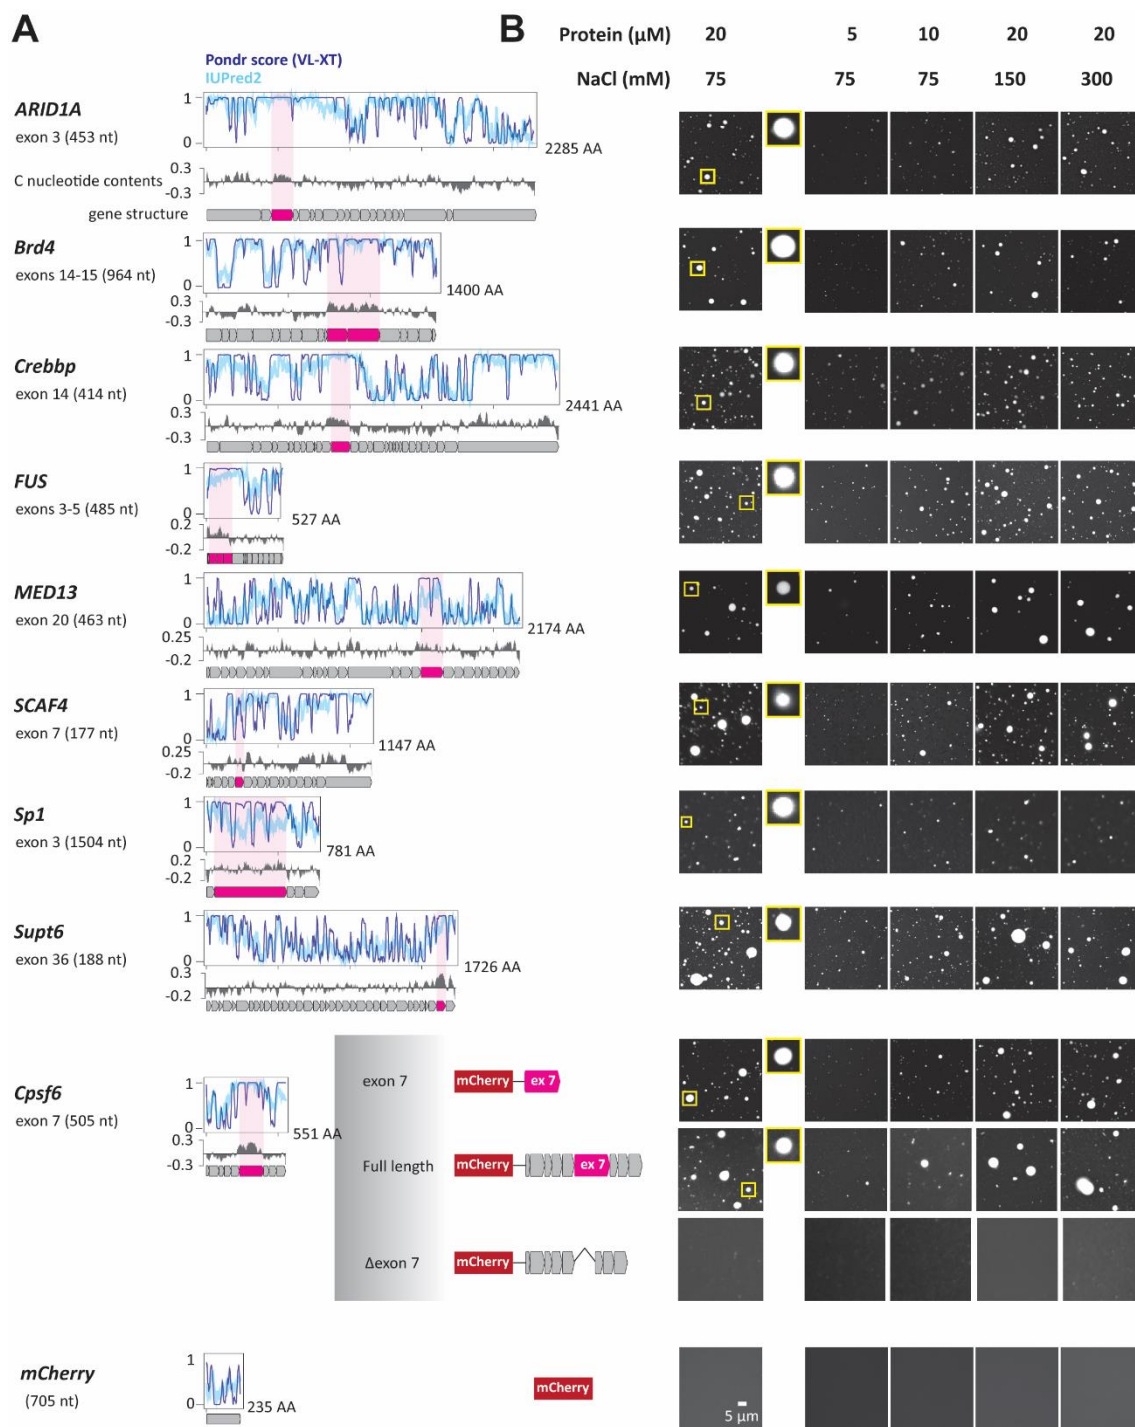 A
B
Protein (µM) 20 5 10 20 20
NaCl (mM) 75 75 75 150 300
Pondr score (VL-XT)
IUPred2
ARID1A
exon 3 (453 nt)
1
0
2285 AA
C nucleotide contents
0.3
-0.3
gene structure
Brd4
exons 14-15 (964 nt)
1
0
1400 AA
0.3
-0.3
Crebbp
exon 14 (414 nt)
1
0
2441 AA
0.3
-0.3
FUS
exons 3-5 (485 nt)
1
0
527 AA
0.2
-0.2
MED13
exon 20 (463 nt)
1
0
2174 AA
0.25
-0.2
SCAF4
exon 7 (177 nt)
1
0
1147 AA
0.25
-0.2
Sp1
exon 3 (1504 nt)
1
0
781 AA
0.2
-0.2
Supt6
exon 36 (188 nt)
1
0
1726 AA
0.3
-0.2
Cpsf6
exon 7 (505 nt)
1
0
551 AA
0.3
-0.3
exon 7
mCherry ex 7
Full length
mCherry ex 7
Δexon 7
mCherry
mCherry
(705 nt)
1
0
235 AA
mCherry
5 µm